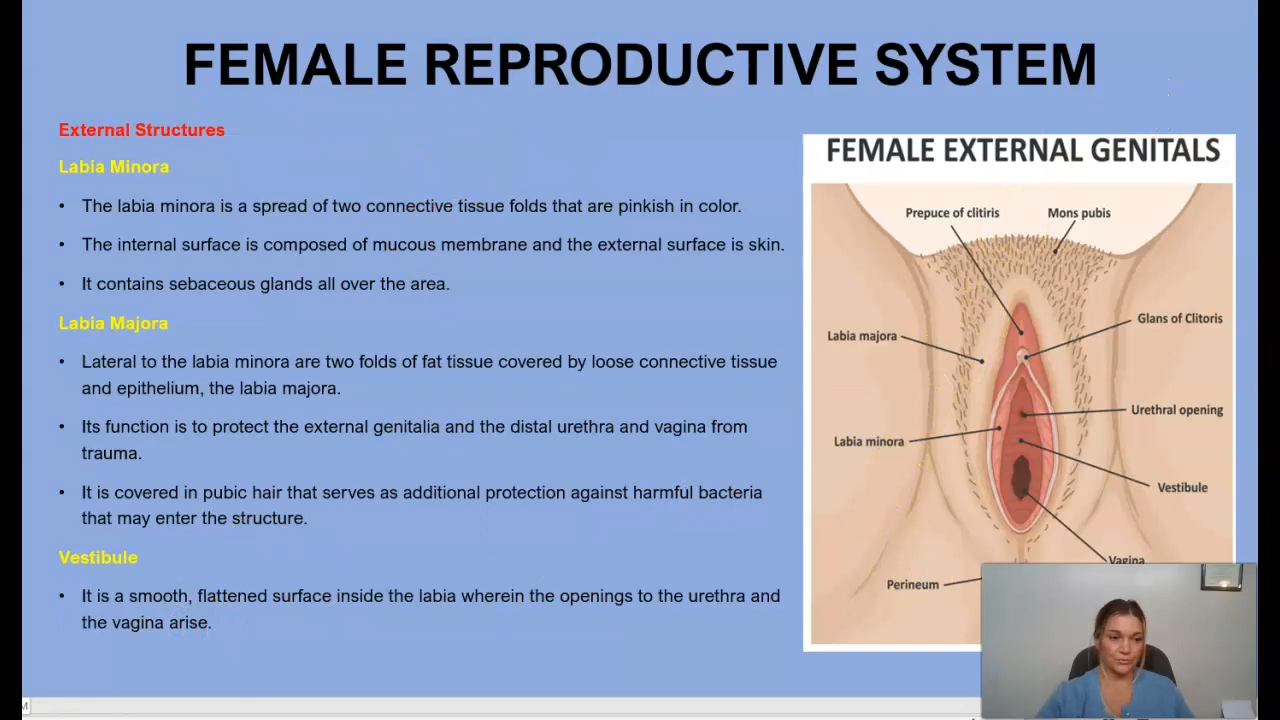 FEMALE REPRODUCTIVE SYSTEM
External Structures
Labia Minora
• The labia minora is a spread of two connective tissue folds that are pinkish in color.
• The internal surface is composed of mucous membrane and the external surface is skin.
• It contains sebaceous glands all over the area.
Labia Majora
• Lateral to the labia minora are two folds of fat tissue covered by loose connective tissue
and epithelium, the labia majora.
• Its function is to protect the external genitalia and the distal urethra and vagina from
trauma.
• It is covered in pubic hair that serves as additional protection against harmful bacteria
that may enter the structure.
Vestibule
• It is a smooth, flattened surface inside the labia wherein the openings to the urethra and
the vagina arise.
FEMALE EXTERNAL GENITALS
Prepuce of clitiris
Mons pubis
Labia majora
Glans of Clitoris
Urethral opening
Labia minora
Vestibule
Vagina
Perineum